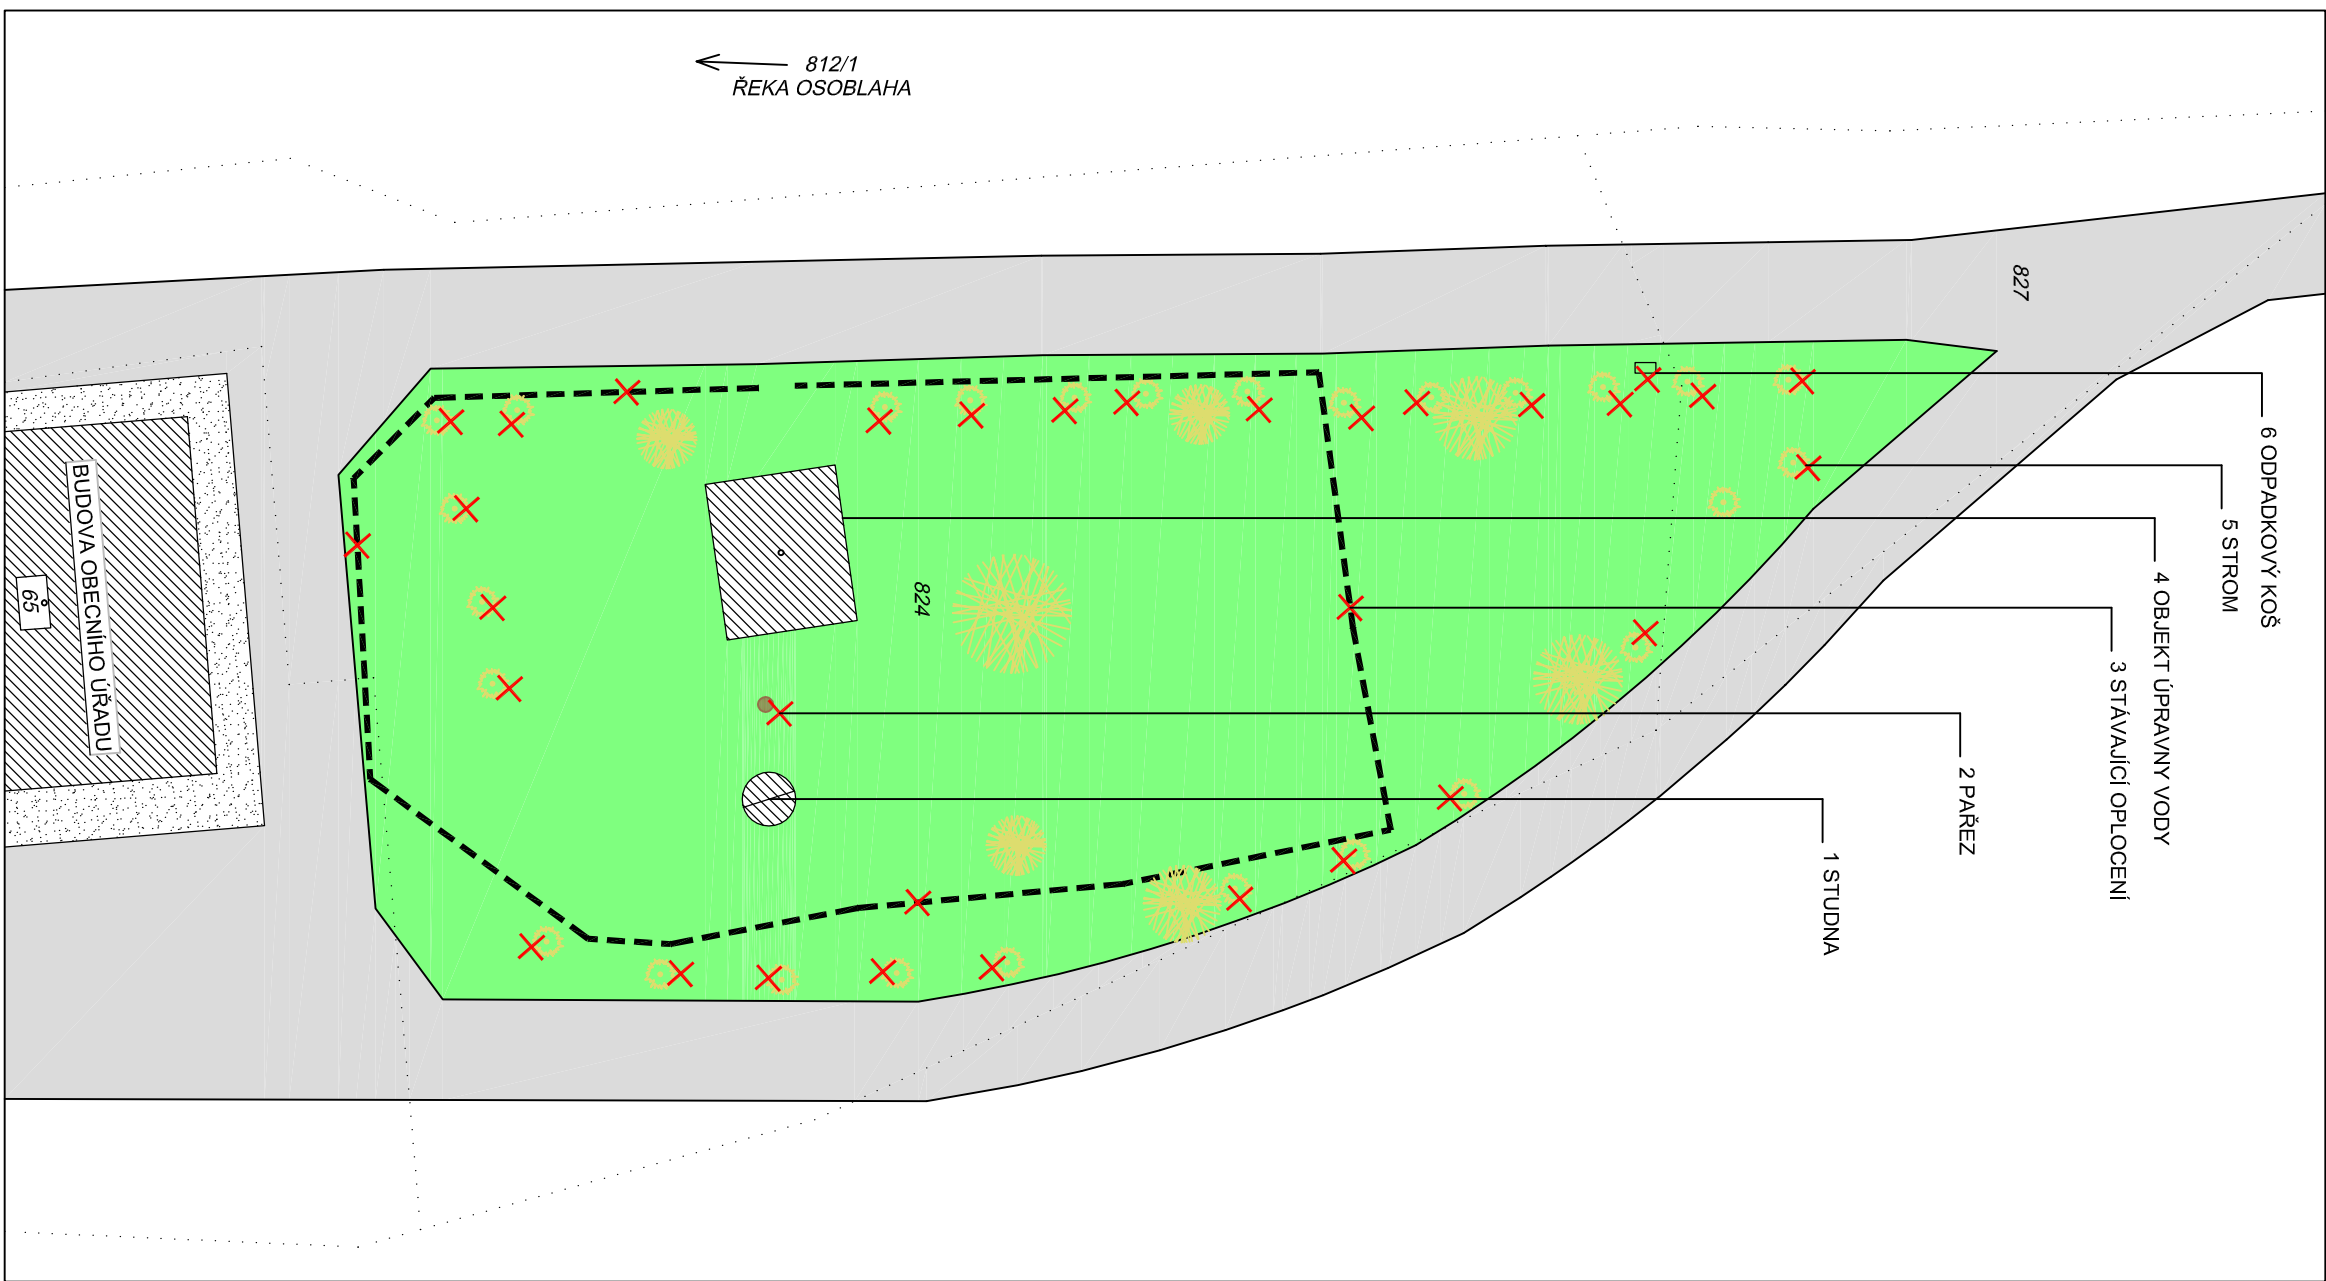 812/1
ŘEKA OSOBLAHA
827
6 ODPADKOVÝ KOŠ
5 STROM
4 OBJEKT ÚPRAVNY VODY
3 STÁVAJÍCÍ OPLOCENÍ
2 PAŘEZ
1 STUDNA
824
BUDOVA OBECNÍHO ÚŘADU
65